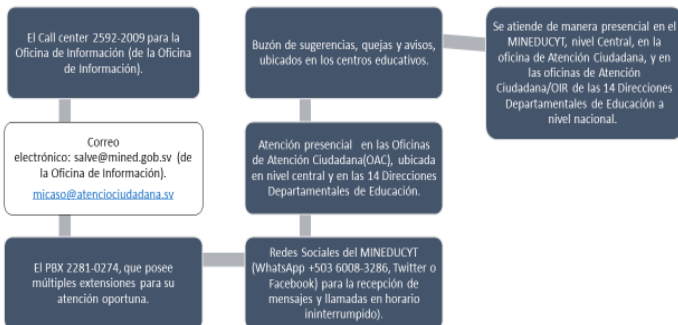 El Call center 2592-2009 para la
Oficina de Información (de la Oficina
de Información).
Correo
electrónico: salve@mined.gob.sv (de
la Oficina de Información).
micaso@atenciociudadana.sv
El PBX 2281-0274, que posee
múltiples extensiones para su
atención oportuna.
Redes Sociales del MINEDUCYT
(WhatsApp +503 6008-3286, Twitter o
Facebook) para la recepción de
mensajes y llamadas en horario
ininterrumpido).
Atención presencial en las Oficinas
de Atención Ciudadana(OAC), ubicada
en nivel central y en las 14 Direcciones
Departamentales de Educación.
Buzón de sugerencias, quejas y avisos,
ubicados en los centros educativos.
Se atiende de manera presencial en el
MINEDUCYT, nivel Central, en la
oficina de Atención Ciudadana, y en
las oficinas de Atención
Ciudadana/OIR de las 14 Direcciones
Departamentales de Educación a
nivel nacional.